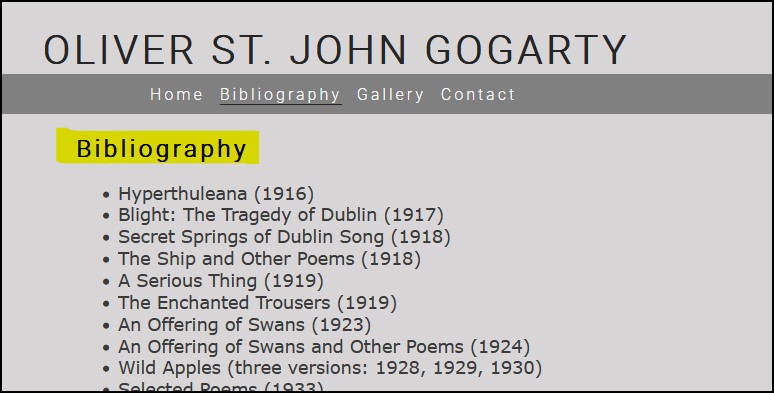 OLIVER ST. JOHN GOGARTY
Home Bibliography Gallery Contact
Bibliography
• Hyperthuleana (1916)
• Blight: The Tragedy of Dublin (1917)
• Secret Springs of Dublin Song (1918)
• The Ship and Other Poems (1918)
• A Serious Thing (1919)
• The Enchanted Trousers (1919)
• An Offering of Swans (1923)
• An Offering of Swans and Other Poems (1924)
• Wild Apples (three versions: 1928, 1929, 1930)
• Selected Poems (1933)